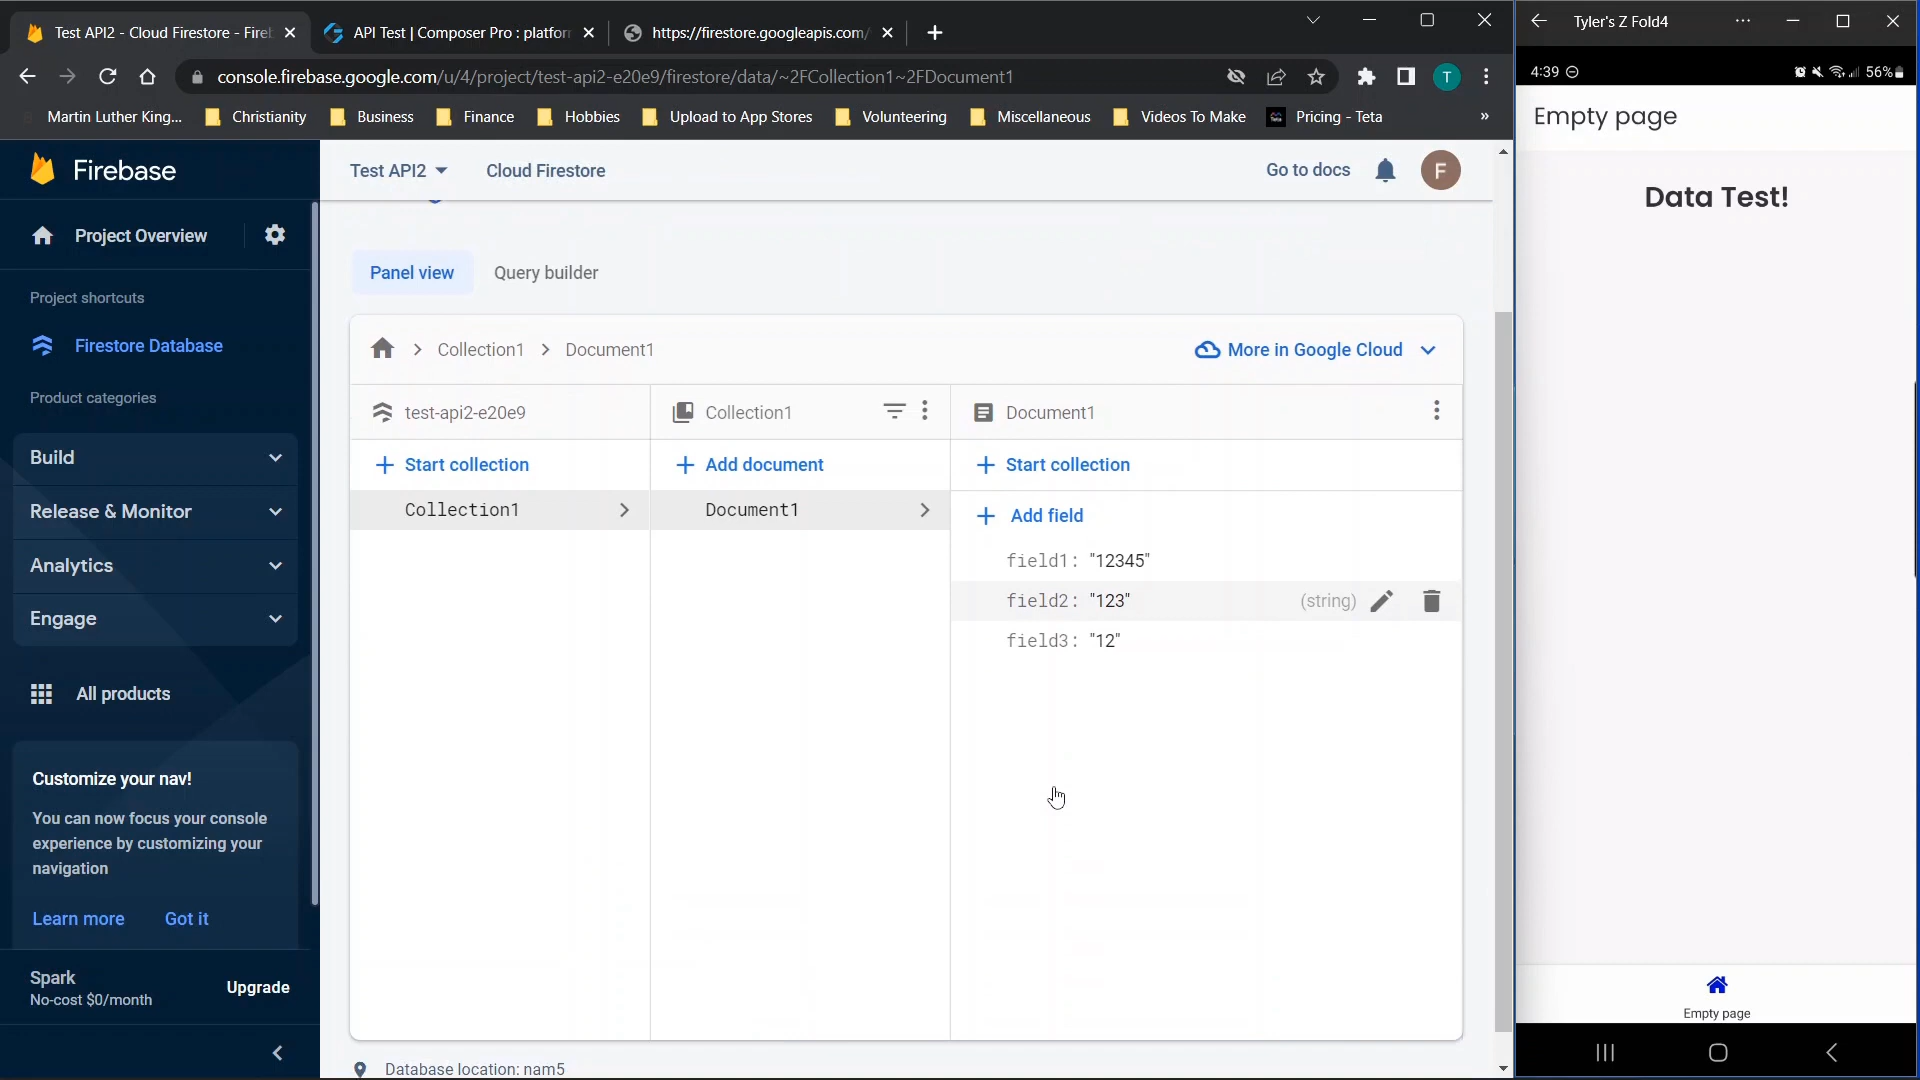 Test API2 - Cloud Firestore - Fire
API Test | Composer Pro : platfor
https://firestore.googleapis.com/
Tyler's Z Fold4
console.firebase.google.com/u/4/project/test-api2-e20e9/firestore/data/~2FCollection1~2FDocument1
T
4:39
56%
Martin Luther King...
Christianity
Business
Finance
Hobbies
Upload to App Stores
Volunteering
Miscellaneous
Videos To Make
Pricing - Teta
»
Empty page
Firebase
Test API2
Cloud Firestore
Go to docs
F
Data Test!
Project Overview
Panel view
Query builder
Project shortcuts
Firestore Database
Collection1
Document1
More in Google Cloud
Product categories
test-api2-e20e9
Collection1
Document1
Build
Start collection
Add document
Start collection
Release & Monitor
Collection1
Document1
Add field
Analytics
field1: "12345"
field2: "123"
(string)
Engage
field3: "12"
All products
Customize your nav!
You can now focus your console
experience by customizing your
navigation
Learn more
Got it
Spark
No-cost $0/month
Upgrade
Empty page
Database location: nam5